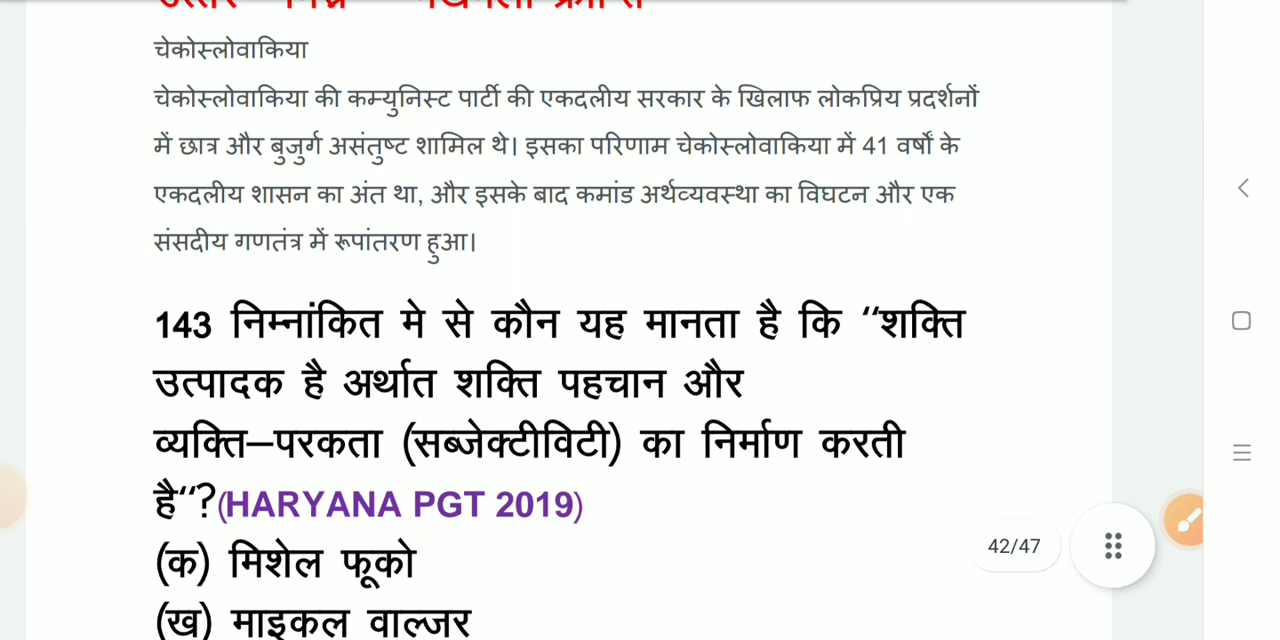 चेकोस्लोवाकिया
चेकोस्लोवाकिया की कम्युनिस्ट पार्टी की एकदलीय सरकार के खिलाफ लोकप्रिय प्रदर्शनों
में छात्र और बुजुर्ग असंतुष्ट शामिल थे। इसका परिणाम चेकोस्लोवाकिया में 41 वर्षों के
एकदलीय शासन का अंत था, और इसके बाद कमांड अर्थव्यवस्था का विघटन और एक
संसदीय गणतंत्र में रूपांतरण हुआ।
143 निम्नांकित मे से कौन यह मानता है कि “शक्ति
उत्पादक है अर्थात शक्ति पहचान और
व्यक्ति–परकता (सब्जेक्टीविटी) का निर्माण करती
है“?(HARYANA PGT 2019)
(क) मिशेल फूको
42/47
(ख) माइकल वाल्जर